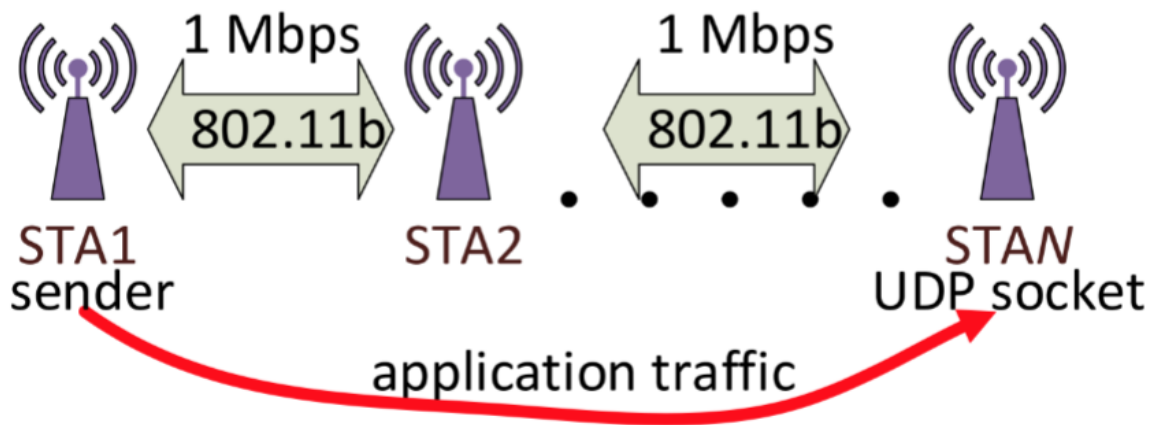 1 Mbps
1 Mbps
802.11b
802.11b
STA1
STA2
STAN
sender
UDP socket
application traffic